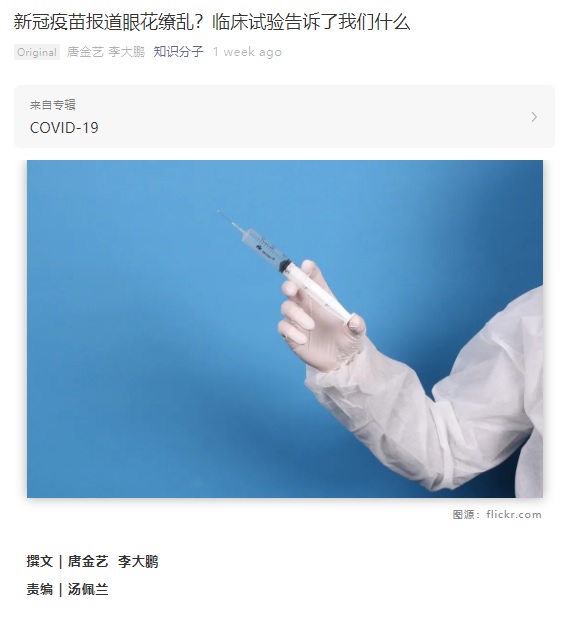 新冠疫苗报道眼花缭乱？临床试验告诉了我们什么
Original 唐金艺 李大鹏 知识分子 1 week ago
来自专辑
COVID-19
图源：flickr.com
撰文 | 唐金艺 李大鹏
责编 | 汤佩兰